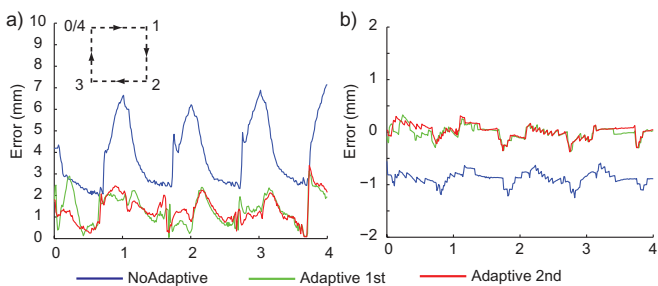 a)
Error (mm)
10
9
8
7
6
5
4
3
2
1
0
0/4 1
3 2
0 1 2 3 4
b)
Error (mm)
2
1
0
−1
−2
0 1 2 3 4
NoAdaptive Adaptive 1st Adaptive 2nd